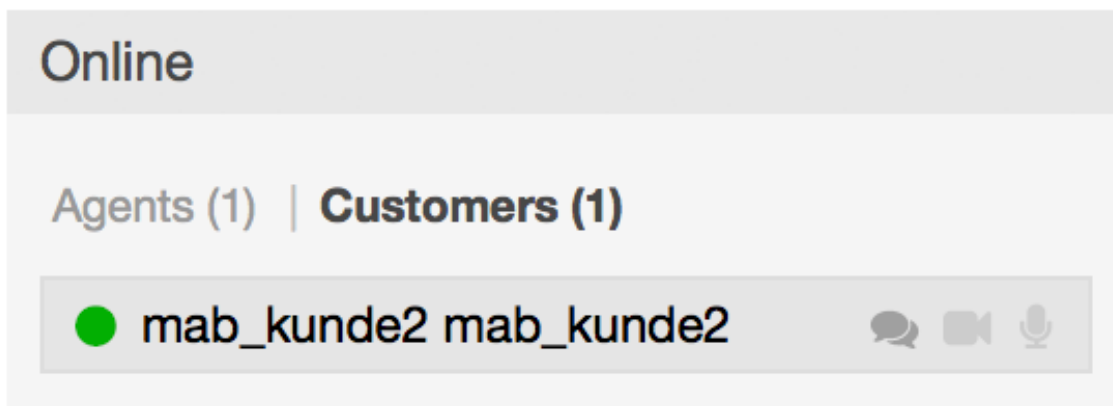 Online
Agents (1) | Customers (1)
mab_kunde2 mab_kunde2